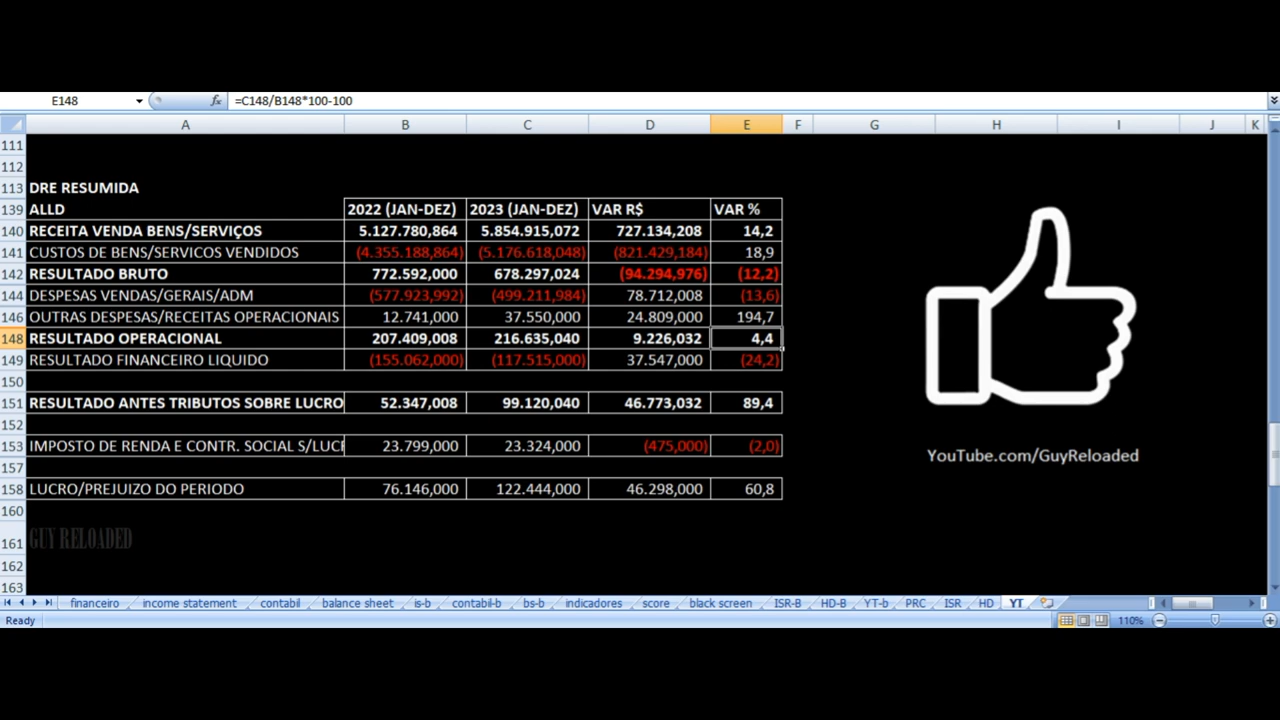 E148 fx =C148/B148*100-100
A B C D E F G H I J K
111
112
113 DRE RESUMIDA
139 ALLD 2022 (JAN-DEZ) 2023 (JAN-DEZ) VAR R$ VAR %
140 RECEITA VENDA BENS/SERVIÇOS 5.127.780,864 5.854.915,072 727.134,208 14,2
141 CUSTOS DE BENS/SERVICOS VENDIDOS (4.355.188,864) (5.176.618,048) (821.429,184) 18,9
142 RESULTADO BRUTO 772.592,000 678.297,024 (94.294,976) (12,2)
144 DESPESAS VENDAS/GERAIS/ADM (577.923,992) (499.211,984) 78.712,008 (13,6)
146 OUTRAS DESPESAS/RECEITAS OPERACIONAIS 12.741,000 37.550,000 24.809,000 194,7
148 RESULTADO OPERACIONAL 207.409,008 216.635,040 9.226,032 4,4
149 RESULTADO FINANCEIRO LIQUIDO (155.062,000) (117.515,000) 37.547,000 (24,2)
150
151 RESULTADO ANTES TRIBUTOS SOBRE LUCRO 52.347,008 99.120,040 46.773,032 89,4
152
153 IMPOSTO DE RENDA E CONTR. SOCIAL S/LUCR 23.799,000 23.324,000 (475,000) (2,0)
YouTube.com/GuyReloaded
157
158 LUCRO/PREJUIZO DO PERIODO 76.146,000 122.444,000 46.298,000 60,8
160
161 GUY RELOADED
162
163
financeiro income statement contabil balance sheet is-b contabil-b bs-b indicadores score black screen ISR-B HD-B YT-b PRC ISR HD YT
Ready 110%